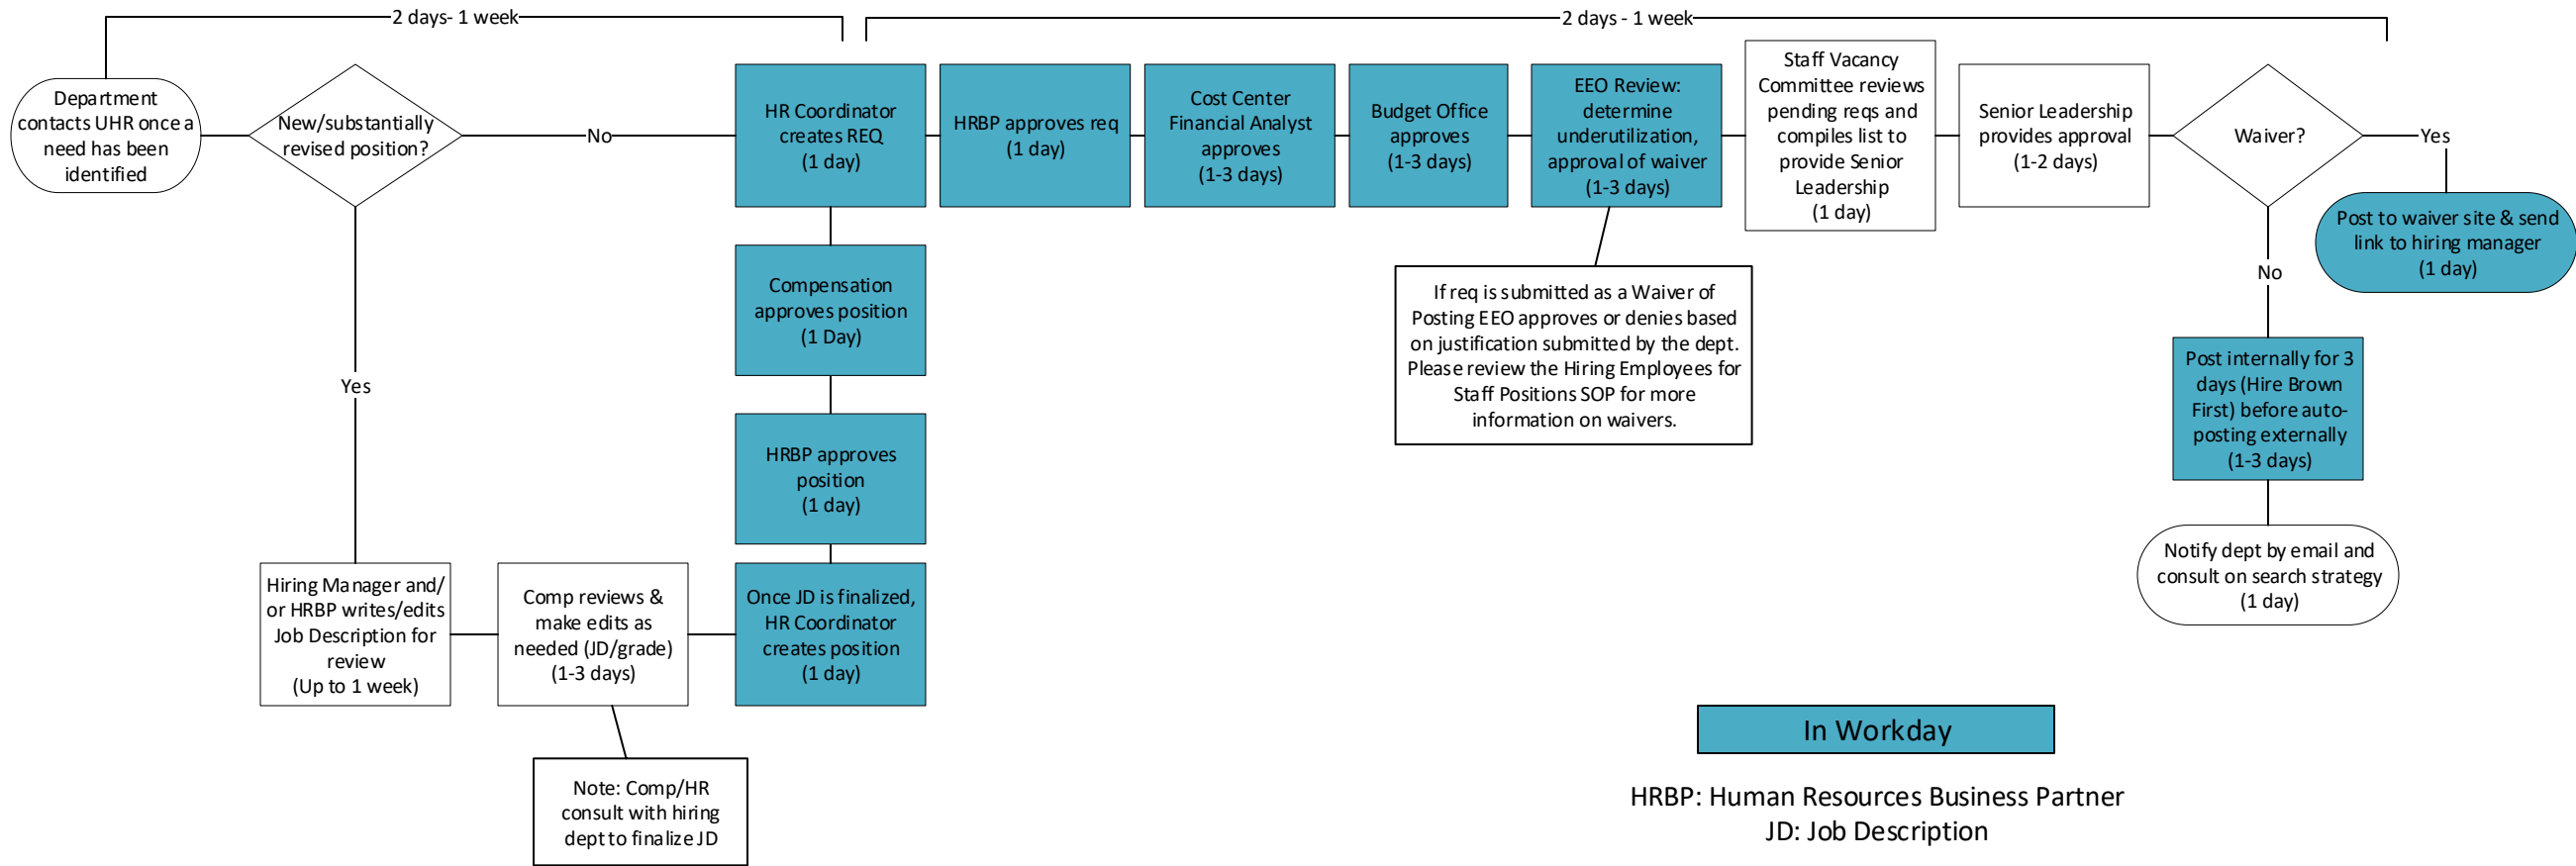 2 days- 1 week
2 days - 1 week
Department
contacts UHR once a
need has been
identified
New/substantially
revised position?
No
Yes
HR Coordinator
creates REQ
(1 day)
HRBP approves req
(1 day)
Cost Center
Financial Analyst
approves
(1-3 days)
Budget Office
approves
(1-3 days)
EEO Review:
determine
underutilization,
approval of waiver
(1-3 days)
Staff Vacancy
Committee reviews
pending reqs and
compiles list to
provide Senior
Leadership
(1 day)
Senior Leadership
provides approval
(1-2 days)
Waiver?
Yes
Post to waiver site & send
link to hiring manager
(1 day)
No
Post internally for 3
days (Hire Brown
First) before auto-
posting externally
(1-3 days)
Notify dept by email and
consult on search strategy
(1 day)
If req is submitted as a Waiver of
Posting EEO approves or denies based
on justification submitted by the dept.
Please review the Hiring Employees for
Staff Positions SOP for more
information on waivers.
Compensation
approves position
(1 Day)
HRBP approves
position
(1 day)
Hiring Manager and/
or HRBP writes/edits
Job Description for
review
(Up to 1 week)
Comp reviews &
make edits as
needed (JD/grade)
(1-3 days)
Once JD is finalized,
HR Coordinator
creates position
(1 day)
Note: Comp/HR
consult with hiring
dept to finalize JD
In Workday
HRBP: Human Resources Business Partner
JD: Job Description